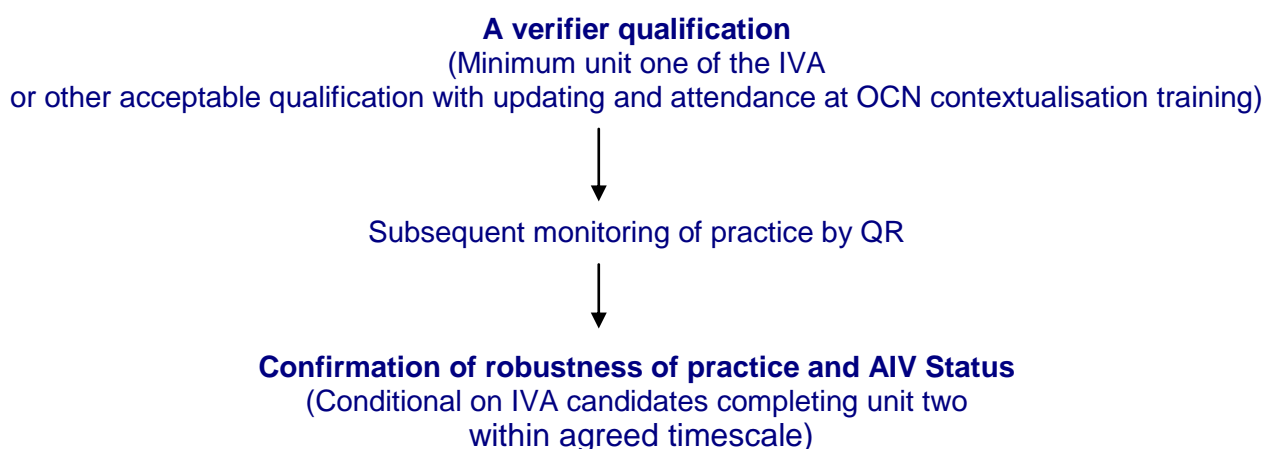 A verifier qualification
(Minimum unit one of the IVA
or other acceptable qualification with updating and attendance at OCN contextualisation training)
Subsequent monitoring of practice by QR
Confirmation of robustness of practice and AIV Status
(Conditional on IVA candidates completing unit two
within agreed timescale)